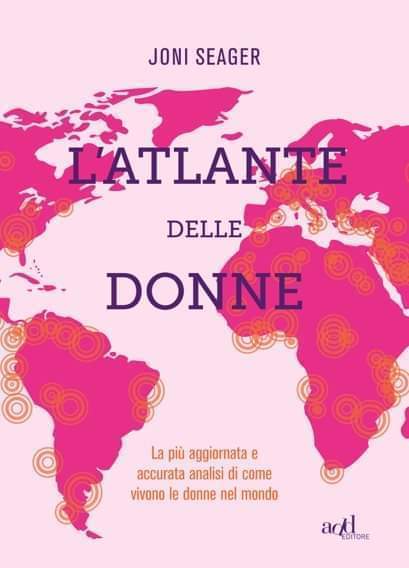 JONI SEAGER
L'ATLANTE
DELLE
DONNE
La più aggiornata e
accurata analisi di come
vivono le donne nel mondo
add
EDITORE